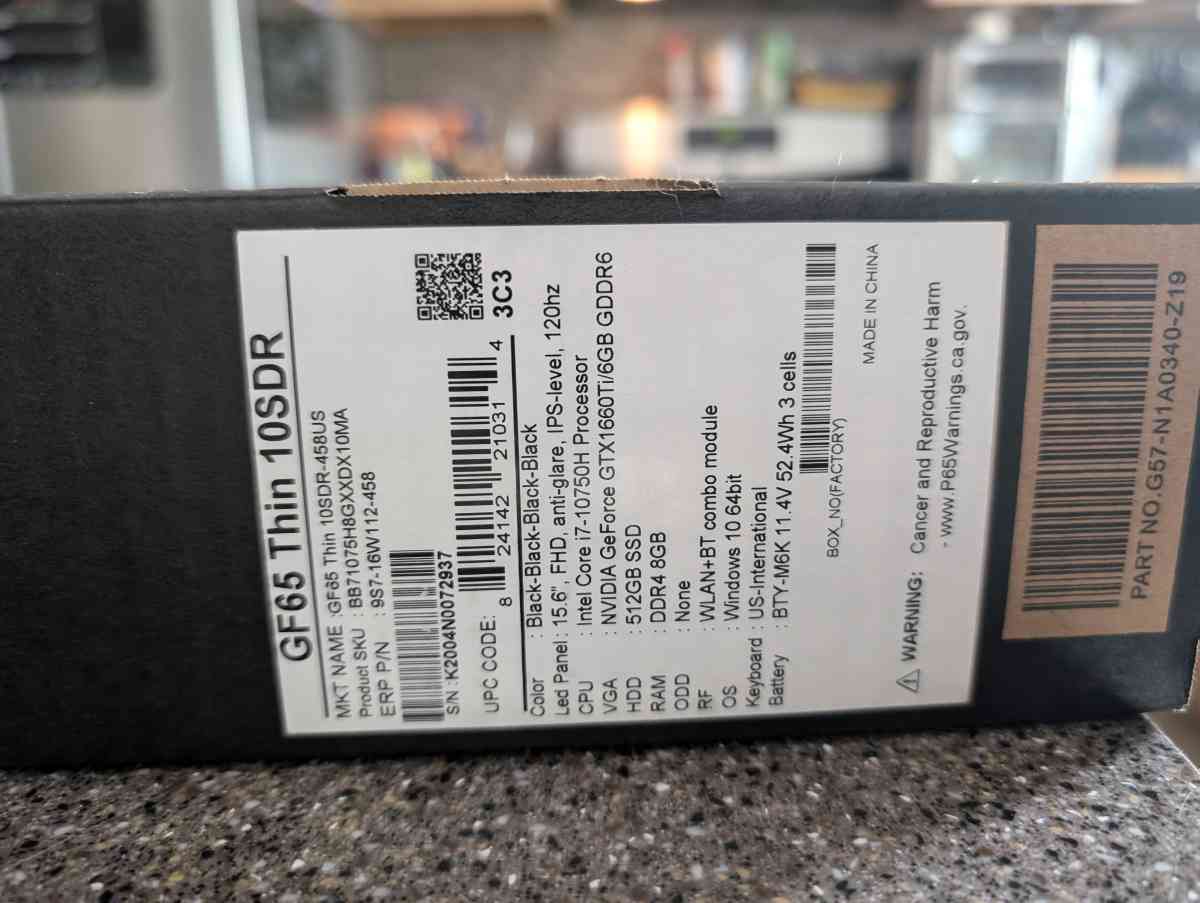 GF65 Thin 10SDR
MKT NAME :GF65 Thin 10SDR-458US
Product SKU : BB71075H8GXXDX10MA
ERP P/N : 9S7-16W112-458
S/N :K2004N0072937
UPC CODE: 8 24142 21031 4
3C3
Color : Black-Black-Black-Black
Led Panel : 15.6", FHD, anti-glare, IPS-level, 120hz
CPU : Intel Core i7-10750H Processor
VGA : NVIDIA GeForce GTX1660Ti/6GB GDDR6
HDD : 512GB SSD
RAM : DDR4 8GB
ODD : None
RF : WLAN+BT combo module
OS : Windows 10 64bit
Keyboard : US-International
Battery : BTY-M6K 11.4V 52.4Wh 3 cells
BOX_NO(FACTORY)
MADE IN CHINA
WARNING: Cancer and Reproductive Harm
- www.P65Warnings.ca.gov.
PART NO.G57-N1A0340-Z19